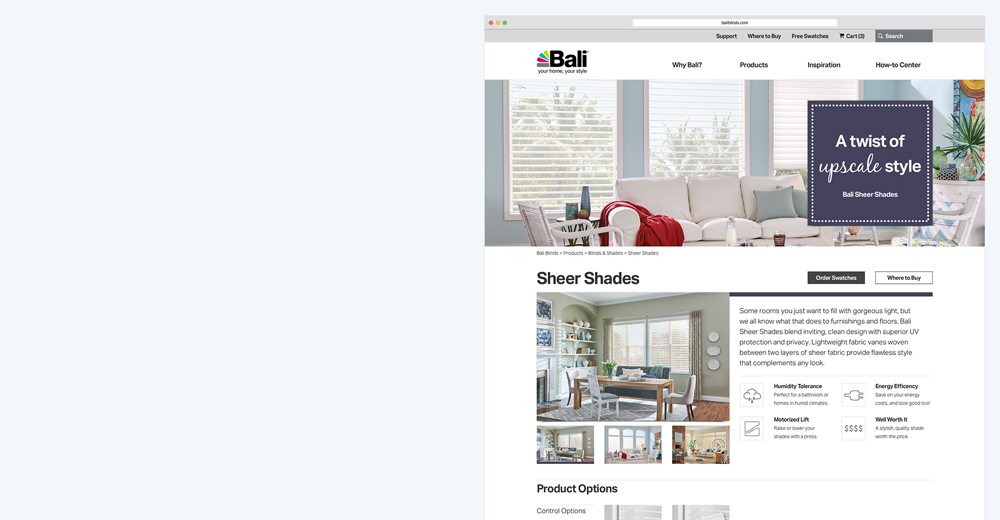 baliblinds.com
Support Where to Buy Free Swatches Cart (3) Search
Bali
your home, your style
Why Bali? Products Inspiration How-to Center
A twist of
upscale style
Bali Sheer Shades
Bali Blinds > Products > Blinds & Shades > Sheer Shades
Sheer Shades
Order Swatches Where to Buy
Some rooms you just want to fill with gorgeous light, but
we all know what that does to furnishings and floors. Bali
Sheer Shades blend inviting, clean design with superior UV
protection and privacy. Lightweight fabric vanes woven
between two layers of sheer fabric provide flawless style
that complements any look.
Humidity Tolerance
Perfect for a bathroom or
homes in humid climates.
Energy Efficency
Save on your energy
costs, and look good too!
Motorized Lift
Raise or lower your
shades with a press.
$$$$
Well Worth It
A stylish, quality shade
worth the price.
Product Options
Control Options